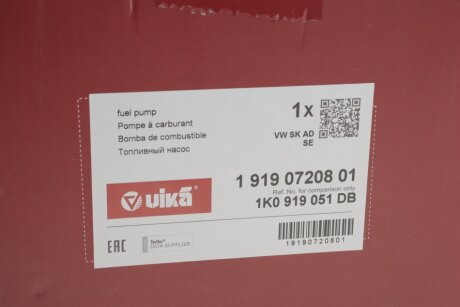 fuel pump
Pompe à carburant
Bomba de combustible
Топливный насос
1x
VW SK AD
SE
vika
1 919 07208 01
Ref. No. for comparison only
1K0 919 051 DB
EAC
TecDoc
DATA SUPPLIER
19190720801